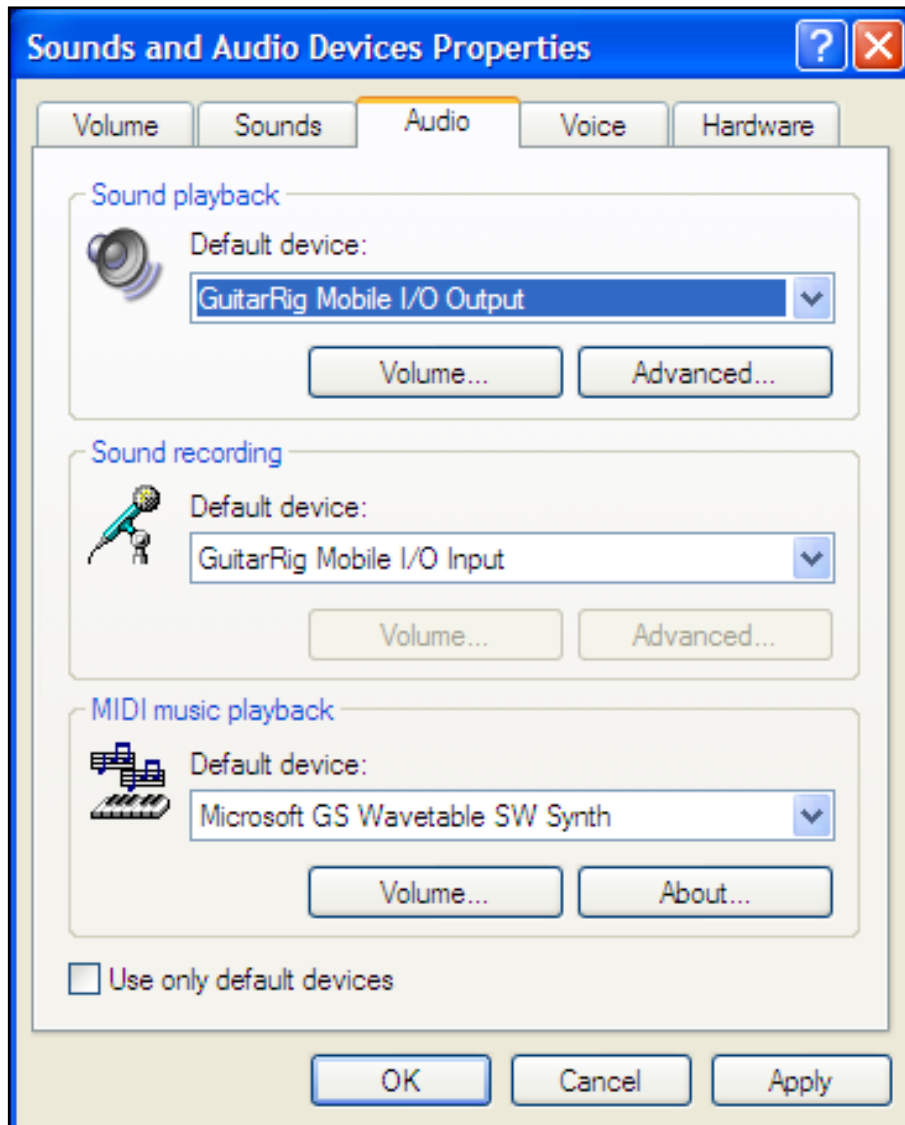 Sounds and Audio Devices Properties
Volume
Sounds
Audio
Voice
Hardware
Sound playback
Default device:
GuitarRig Mobile I/O Output
Volume...
Advanced...
Sound recording
Default device:
GuitarRig Mobile I/O Input
Volume...
Advanced...
MIDI music playback
Default device:
Microsoft GS Wavetable SW Synth
Volume...
About...
Use only default devices
OK
Cancel
Apply